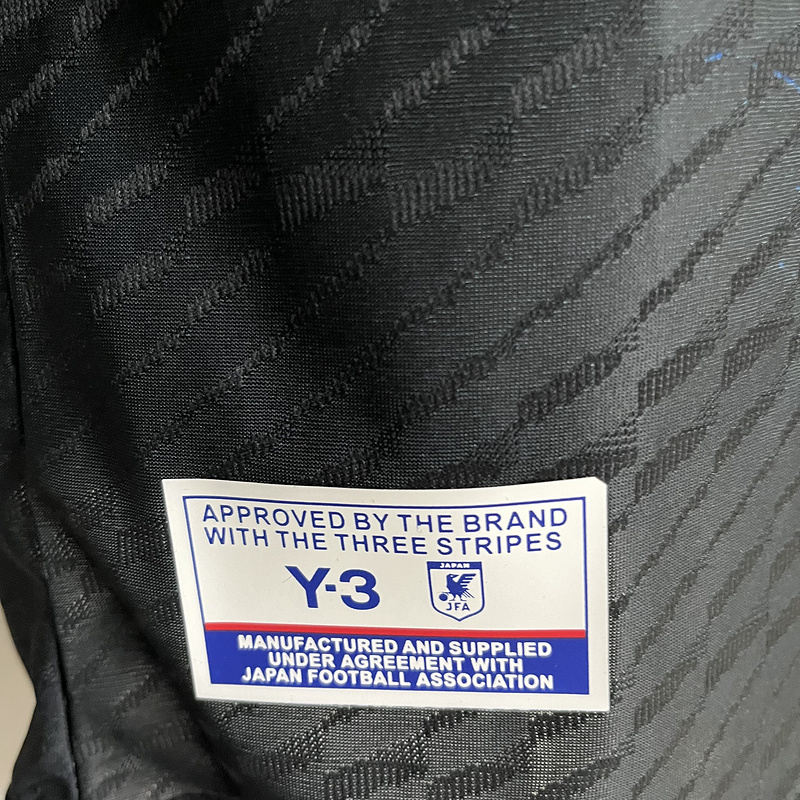 APPROVED BY THE BRAND
WITH THE THREE STRIPES
Y-3
JAPAN
JFA
MANUFACTURED AND SUPPLIED
UNDER AGREEMENT WITH
JAPAN FOOTBALL ASSOCIATION